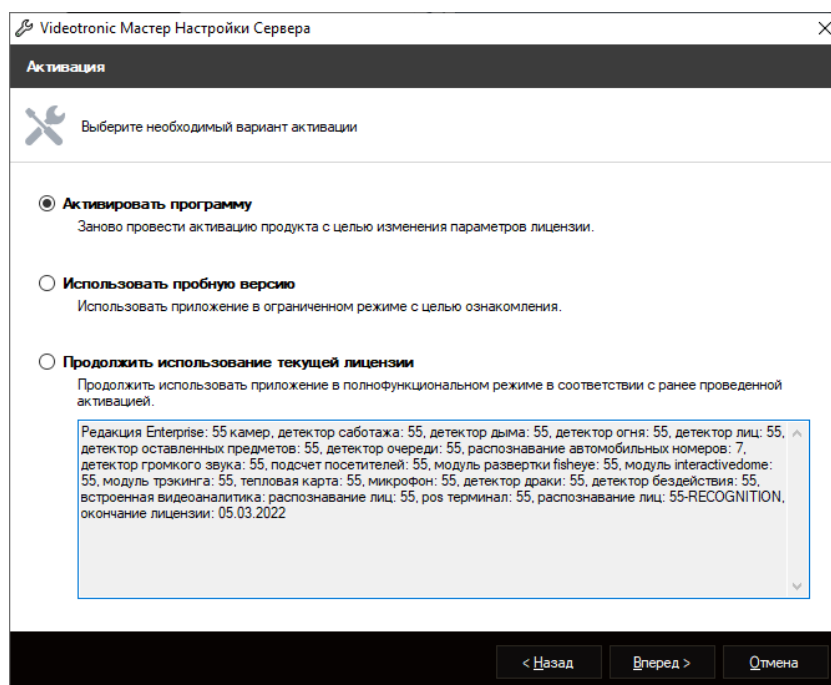 Videotronic Мастер Настройки Сервера
Активация
Выберите необходимый вариант активации
Активировать программу
Заново провести активацию продукта с целью изменения параметров лицензии.
Использовать пробную версию
Использовать приложение в ограниченном режиме с целью ознакомления.
Продолжить использование текущей лицензии
Продолжить использовать приложение в полнофункциональном режиме в соответствии с ранее проведенной
активацией.
Редакция Enterprise: 55 камер, детектор саботажа: 55, детектор дыма: 55, детектор огня: 55, детектор лиц: 55,
детектор оставленных предметов: 55, детектор очереди: 55, распознавание автомобильных номеров: 7,
детектор громкого звука: 55, подсчет посетителей: 55, модуль развертки fisheye: 55, модуль interactivedome:
55, модуль трэкинга: 55, тепловая карта: 55, микрофон: 55, детектор драки: 55, детектор бездействия: 55,
встроенная видеоаналитика: распознавание лиц: 55, pos терминал: 55, распознавание лиц: 55-RECOGNITION,
окончание лицензии: 05.03.2022
< Назад Вперед > Отмена